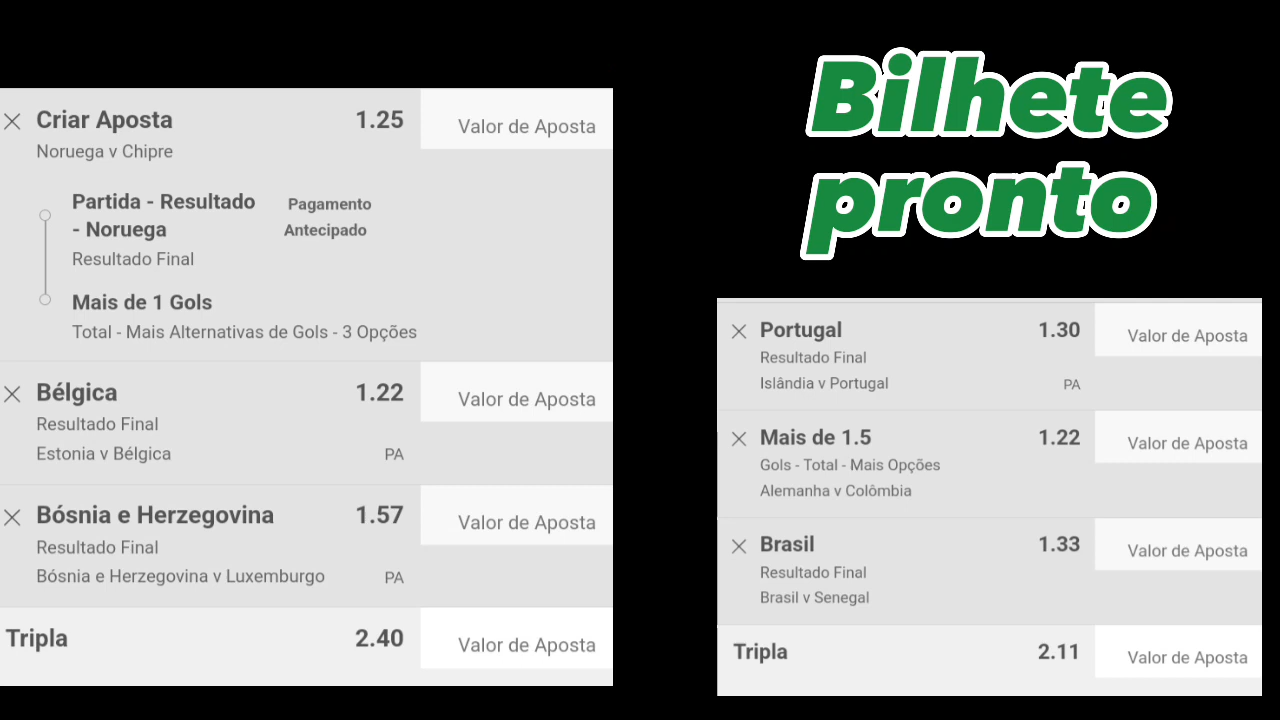 Bilhete
pronto
Criar Aposta 1.25 Valor de Aposta
Noruega v Chipre
Partida - Resultado Pagamento
- Noruega Antecipado
Resultado Final
Mais de 1 Gols
Total - Mais Alternativas de Gols - 3 Opções
Bélgica 1.22 Valor de Aposta
Resultado Final
Estonia v Bélgica PA
Bósnia e Herzegovina 1.57 Valor de Aposta
Resultado Final
Bósnia e Herzegovina v Luxemburgo PA
Tripla 2.40 Valor de Aposta
Portugal 1.30 Valor de Aposta
Resultado Final
Islândia v Portugal PA
Mais de 1.5 1.22 Valor de Aposta
Gols - Total - Mais Opções
Alemanha v Colômbia
Brasil 1.33 Valor de Aposta
Resultado Final
Brasil v Senegal
Tripla 2.11 Valor de Aposta